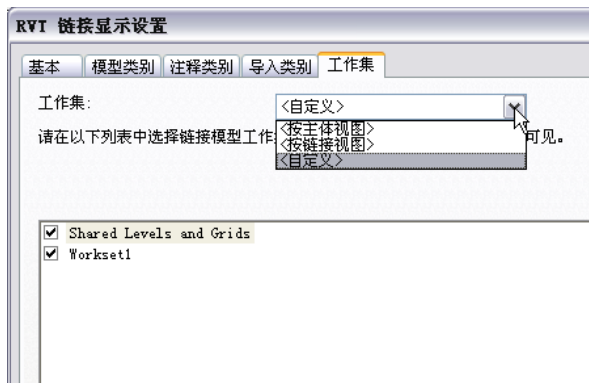 RVT 链接显示设置
基本 模型类别 注释类别 导入类别 工作集
工作集: <自定义>
<按主体视图>
请在以下列表中选择链接模型工作 可见。
<按链接视图>
<自定义>
Shared Levels and Grids
Workset1